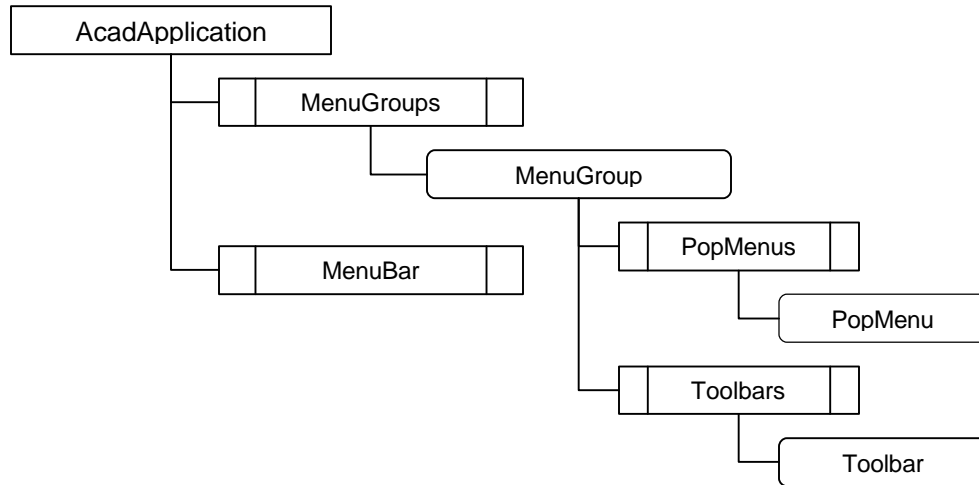 AcadApplication
MenuGroups
MenuGroup
PopMenus
MenuBar
PopMenu
Toolbars
Toolbar